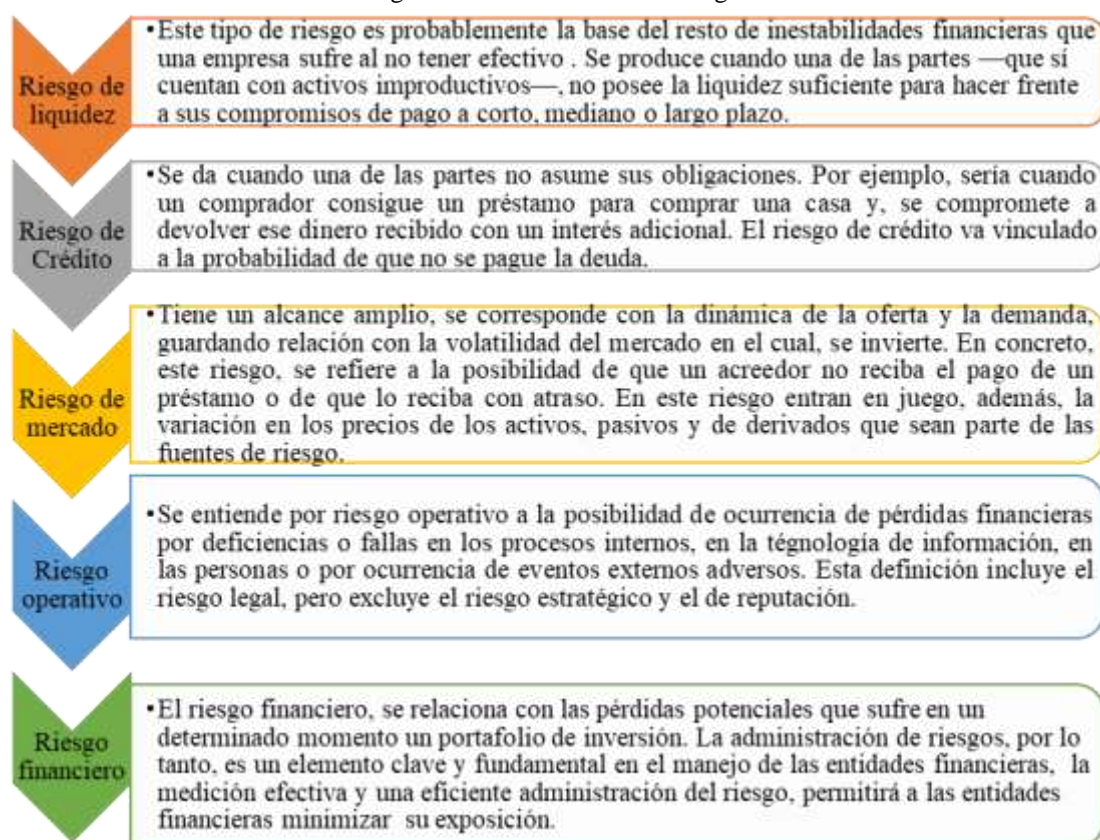 Riesgo de
liquidez
•Este tipo de riesgo es probablemente la base del resto de inestabilidades financieras que
una empresa sufre al no tener efectivo . Se produce cuando una de las partes —que sí
cuentan con activos improductivos—, no posee la liquidez suficiente para hacer frente
a sus compromisos de pago a corto, mediano o largo plazo.
Riesgo de
Crédito
•Se da cuando una de las partes no asume sus obligaciones. Por ejemplo, sería cuando
un comprador consigue un préstamo para comprar una casa y, se compromete a
devolver ese dinero recibido con un interés adicional. El riesgo de crédito va vinculado
a la probabilidad de que no se pague la deuda.
Riesgo de
mercado
•Tiene un alcance amplio, se corresponde con la dinámica de la oferta y la demanda,
guardando relación con la volatilidad del mercado en el cual, se invierte. En concreto,
este riesgo, se refiere a la posibilidad de que un acreedor no reciba el pago de un
préstamo o de que lo reciba con atraso. En este riesgo entran en juego, además, la
variación en los precios de los activos, pasivos y de derivados que sean parte de las
fuentes de riesgo.
Riesgo
operativo
•Se entiende por riesgo operativo a la posibilidad de ocurrencia de pérdidas financieras
por deficiencias o fallas en los procesos internos, en la tégnología de información, en
las personas o por ocurrencia de eventos externos adversos. Esta definición incluye el
riesgo legal, pero excluye el riesgo estratégico y el de reputación.
Riesgo
financiero
•El riesgo financiero, se relaciona con las pérdidas potenciales que sufre en un
determinado momento un portafolio de inversión. La administración de riesgos, por lo
tanto, es un elemento clave y fundamental en el manejo de las entidades financieras, la
medición efectiva y una eficiente administración del riesgo, permitirá a las entidades
financieras minimizar su exposición.